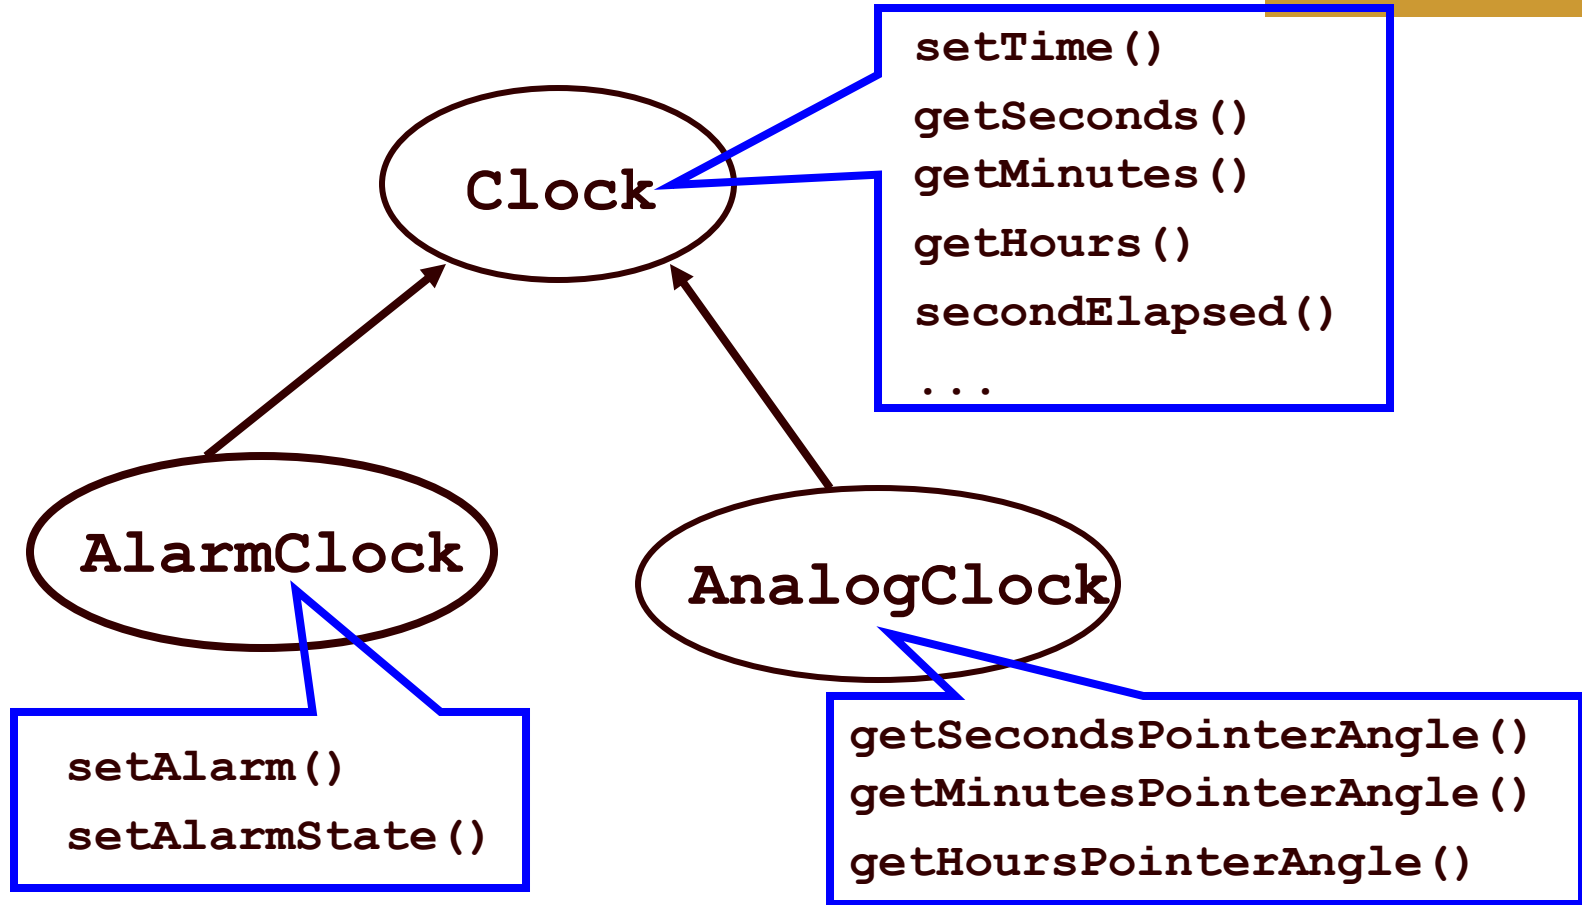 setTime()
getSeconds()
getMinutes()
getHours()
secondElapsed()
...
Clock
AlarmClock
AnalogClock
setAlarm()
setAlarmState()
getSecondsPointerAngle()
getMinutesPointerAngle()
getHoursPointerAngle()